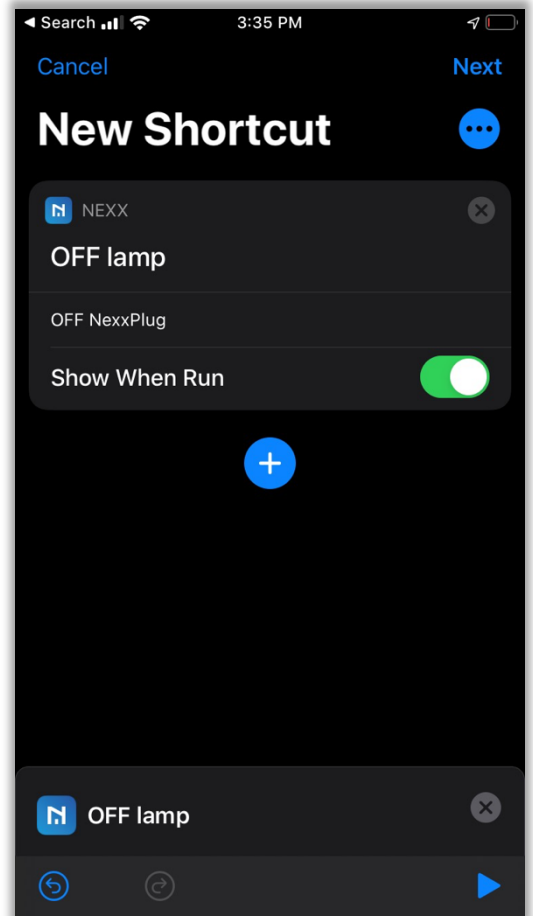 Search 3:35 PM
Cancel Next
New Shortcut
NEXX
OFF lamp
OFF NexxPlug
Show When Run
OFF lamp